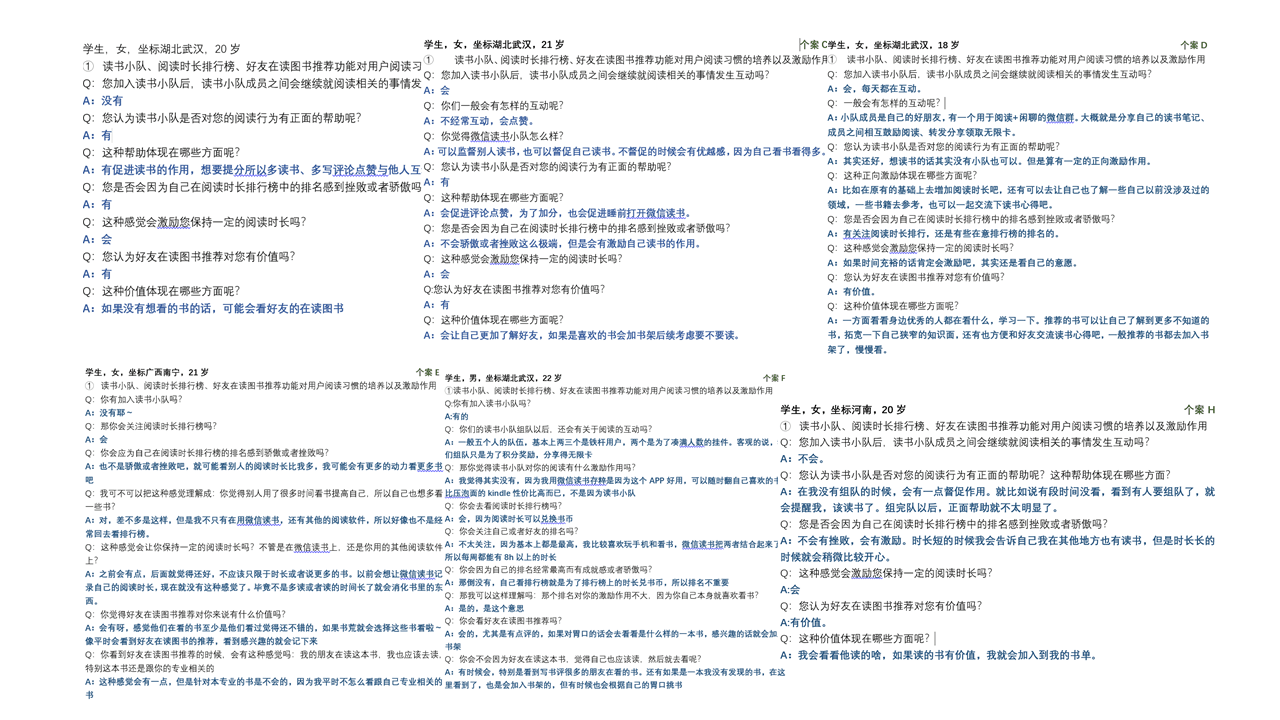 学生，女，坐标湖北武汉，20 岁
① 读书小队、阅读时长排行榜、好友在读图书推荐功能对用户阅读习
Q：您加入读书小队后，读书小队成员之间会继续就阅读相关的事情发
A：没有
Q：您认为读书小队是否对您的阅读行为有正面的帮助？
A：有
Q：这种帮助体现在哪些方面呢？
A：有促进读书的作用，想要提分所以多读书、多写评论点赞与他人互
Q：您是否会因为自己在阅读时长排行榜中的排名感到挫败或者骄傲吗
A：有
Q：这种感觉会激励您保持一定的阅读时长吗？
A：会
Q：您认为好友在读图书推荐对您有价值吗？
A：有
Q：这种价值体现在哪些方面呢？
A：如果没有想看的书的话，可能会看好友的在读图书
学生，女，坐标湖北武汉，21 岁
个案 C
① 读书小队、阅读时长排行榜、好友在读图书推荐功能对用户阅读习惯的培养以及激励作用
Q：您加入读书小队后，读书小队成员之间会继续就阅读相关的事情发生互动吗？
A：会
Q：你们一般会有怎样的互动呢？
A：不经常互动，会点赞。
Q：你觉得微信读书小队怎么样？
A：可以监督别人读书，也可以督促自己读书。不督促的时候会有优越感，因为自己看书看得多。
Q：您认为读书小队是否对您的阅读行为有正面的帮助？
A：有
Q：这种帮助体现在哪些方面呢？
A：会促进评论点赞，为了加分，也会促进睡前打开微信读书。
Q：您是否会因为自己在阅读时长排行榜中的排名感到挫败或者骄傲吗？
A：不会骄傲或者挫败这么极端，但是会有激励自己读书的作用。
Q：这种感觉会激励您保持一定的阅读时长吗？
A：会
Q:您认为好友在读图书推荐对您有价值吗？
A：有
Q：这种价值体现在哪些方面呢？
A：会让自己更加了解好友，如果是喜欢的书会加书架后续考虑要不要读。
学生，女，坐标湖北武汉，18 岁
个案 D
① 读书小队、阅读时长排行榜、好友在读图书推荐功能对用户阅读习惯的培养以及激励作用
Q：您加入读书小队后，读书小队成员之间会继续就阅读相关的事情发生互动吗？
A：会，每天都在互动。
Q：一般会有怎样的互动呢？
A：小队成员是自己的好朋友，有一个用于阅读+闲聊的微信群。大概就是分享自己的读书笔记、
成员之间相互鼓励阅读、转发分享领取无限卡。
Q：您认为读书小队是否对您的阅读行为有正面的帮助？
A：其实还好，想读书的话其实没有小队也可以。但是算有一定的正向激励作用。
Q：这种正向激励体现在哪些方面呢？
A：比如在原有的基础上去增加阅读时长吧，还有可以去让自己也了解一些自己以前没涉及过的
领域，一些书籍去参考，也可以一起交流下读书心得吧。
Q：您是否会因为自己在阅读时长排行榜中的排名感到挫败或者骄傲吗？
A：有关注阅读时长排行，还是有些在意排行榜的排名的。
Q：这种感觉会激励您保持一定的阅读时长吗？
A：如果时间充裕的话肯定会激励吧，其实还是看自己的意愿。
Q：您认为好友在读图书推荐对您有价值吗？
A：有价值。
Q：这种价值体现在哪些方面呢？
A：一方面看看身边优秀的人都在看什么，学习一下。推荐的书可以让自己了解到更多不知道的
书，拓宽一下自己狭窄的知识面，还有也方便和好友交流读书心得吧，一般推荐的书都去加入书
架了，慢慢看。
学生，女，坐标广西南宁，21 岁
个案 E
① 读书小队、阅读时长排行榜、好友在读图书推荐功能对用户阅读习惯的培养以及激励作用
Q：你有加入读书小队吗？
A：没有耶～
Q：那你会关注阅读时长排行榜吗？
A：会
Q：你会应为自己在阅读时长排行榜的排名感到骄傲或者挫败吗？
A：也不是骄傲或者挫败吧，就可能看别人的阅读时长比我多，我可能会有更多的动力看更多书
吧
Q：我可不可以把这种感觉理解成：你觉得别人用了很多时间看书提高自己，所以自己也想多看
一些书？
A：对，差不多是这样，但是我不只有在用微信读书，还有其他的阅读软件，所以好像也不是经
常回去看排行榜。
Q：这种感觉会让你保持一定的阅读时长吗？不管是在微信读书上，还是你用的其他阅读软件
上？
A：之前会有点，后面就觉得还好，不应该只限于时长或者说更多的书。以前会想让微信读书记
录自己的阅读时长，现在就没有这种感觉了。毕竟不是多读或者读的时间长了就会消化书里的东
西。
Q：你觉得好友在读图书推荐对你来说有什么价值吗？
A：会有呀，感觉他们在看的书至少是他们看过觉得还不错的，如果书荒就会选择这些书看啦～
像平时会看到好友在读图书的推荐，看到感兴趣的就会记下来
Q：你看到好友在读图书推荐的时候，会有这种感觉吗：我的朋友在读这本书，我也应该去读。
特别这本书还是跟你的专业相关的
A：这种感觉会有一点，但是针对本专业的书是不会的，因为我平时不怎么看跟自己专业相关的
书
学生，男，坐标湖北武汉，22 岁
个案 F
①读书小队、阅读时长排行榜、好友在读图书推荐功能对用户阅读习惯的培养以及激励作用
Q:你有加入读书小队吗？
A:有的
Q：你们的读书小队组队以后，还会有关于阅读的互动吗？
A：一般五个人的队伍，基本上两三个是铁杆用户，两个是为了凑满人数的挂件。客观的说，
们组队只是为了积分奖励，分享得无限卡
Q：那你觉得读书小队对你的阅读有什么激励作用吗？
A：我觉得其实没有，因为我用微信读书存粹是因为这个 APP 好用，可以随时翻自己喜欢的书
比压泡面的 kindle 性价比高而已，不是因为读书小队
Q：你会去看阅读时长排行榜吗？
A：会，因为阅读时长可以兑换书币
Q：你会关注自己或者好友的排名吗？
A：不太关注，因为基本上都是最高，我比较喜欢玩手机和看书，微信读书把两者结合起来了
所以每周都能有 8h 以上的时长
Q：你会因为自己的排名经常最高而有成就感或者骄傲吗？
A：那倒没有，自己看排行榜就是为了排行榜上的时长兑书币，所以排名不重要
Q：那我可以这样理解吗：那个排名对你的激励作用不大，因为你自己本身就喜欢看书？
A：是的，是这个意思
Q：你会看好友在读图书推荐吗？
A：会的，尤其是有点评的，如果对胃口的话会去看看是什么样的一本书，感兴趣的话就会加
书架
Q：你会不会因为好友在读这本书，觉得自己也应该读，然后就去看呢？
A：有时候会，特别是看到写书评很多的朋友在看的书。还有如果是一本我没有发现的书，在这
里看到了，也是会加入书架的，但有时候也会根据自己的胃口挑书
学生，女，坐标河南，20 岁
个案 H
① 读书小队、阅读时长排行榜、好友在读图书推荐功能对用户阅读习惯的培养以及激励作用
Q：您加入读书小队后，读书小队成员之间会继续就阅读相关的事情发生互动吗？
A：不会。
Q：您认为读书小队是否对您的阅读行为有正面的帮助？这种帮助体现在哪些方面？
A：在我没有组队的时候，会有一点督促作用。就比如说有段时间没看，看到有人要组队了，就
会提醒我，该读书了。组完队以后，正面帮助就不太明显了。
Q：您是否会因为自己在阅读时长排行榜中的排名感到挫败或者骄傲吗？
A：不会有挫败，会有激励。时长短的时候我会告诉自己我在其他地方也有读书，但是时长长的
时候就会稍微比较开心。
Q：这种感觉会激励您保持一定的阅读时长吗？
A:会
Q：您认为好友在读图书推荐对您有价值吗？
A:有价值。
Q：这种价值体现在哪些方面呢？
A：我会看看他读的啥，如果读的书有价值，我就会加入到我的书单。